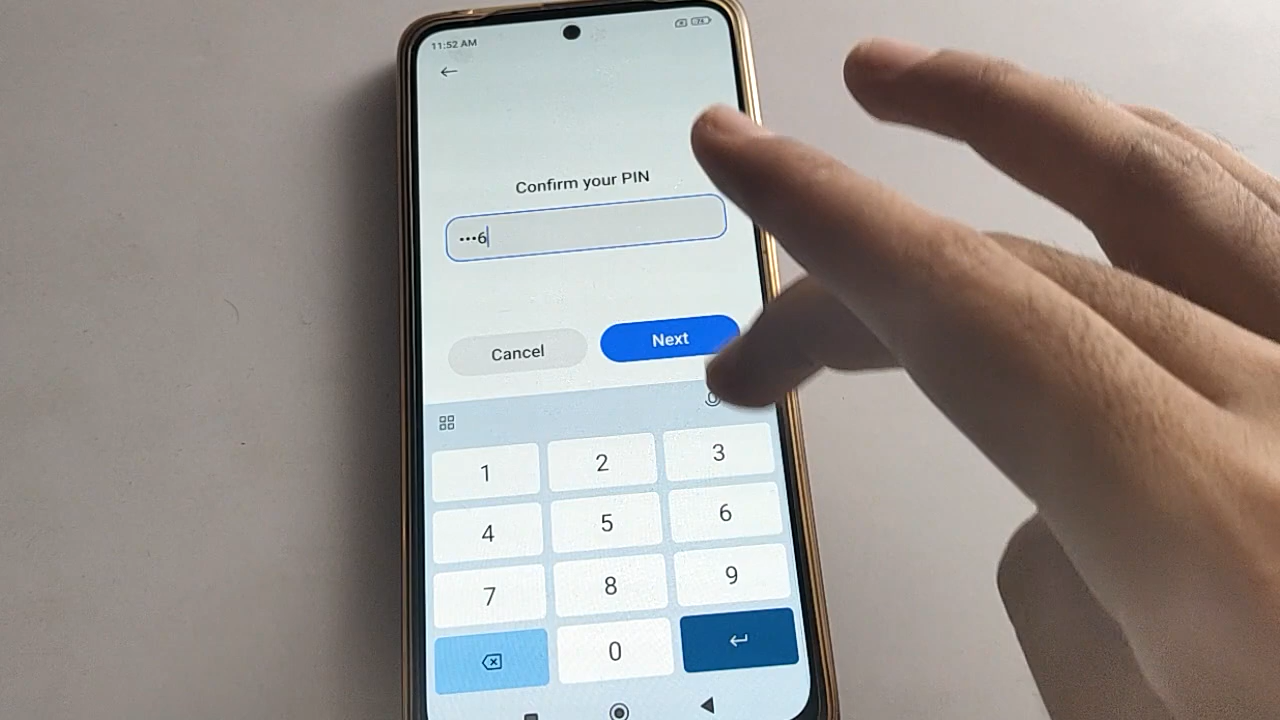 11:52 AM
Confirm your PIN
•••6
Cancel
Next
1 2 3
4 5 6
7 8 9
0